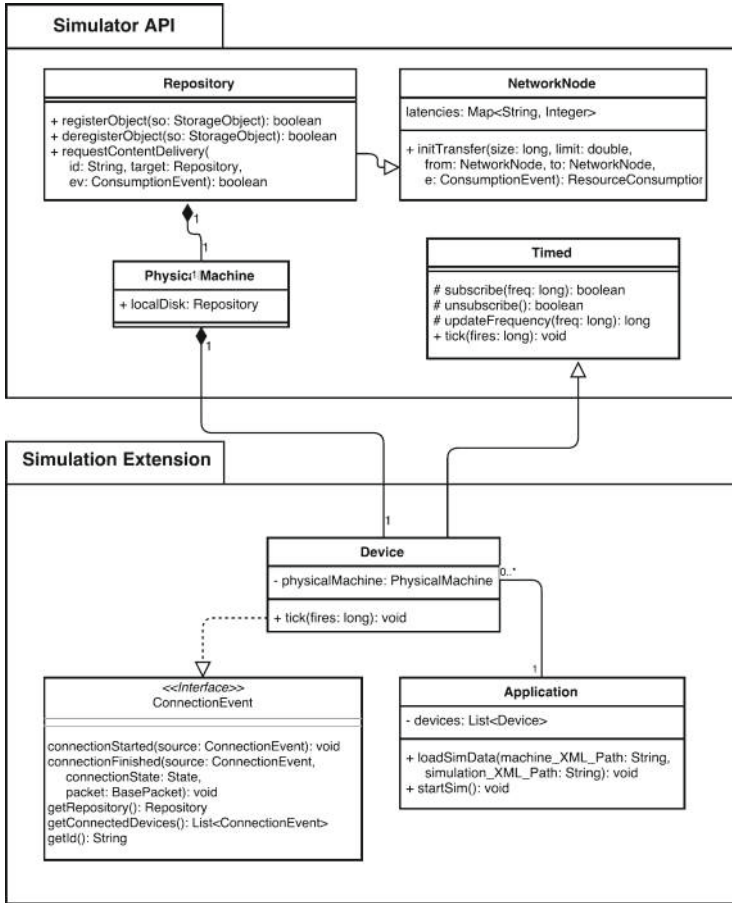 Simulator API
Repository
+ registerObject(so: StorageObject): boolean
+ deregisterObject(so: StorageObject): boolean
+ requestContentDelivery(
id: String, target: Repository,
ev: ConsumptionEvent): boolean
NetworkNode
latencies: Map<String, Integer>
+ initTransfer(size: long, limit: double,
from: NetworkNode, to: NetworkNode,
e: ConsumptionEvent): ResourceConsumption
1
1
Physical Machine
1
+ localDisk: Repository
1
Timed
# subscribe(freq: long): boolean
# unsubscribe(): boolean
# updateFrequency(freq: long): long
+ tick(fires: long): void
Simulation Extension
1
Device
- physicalMachine: PhysicalMachine
+ tick(fires: long): void
0..*
1
<<Interface>>
ConnectionEvent
connectionStarted(source: ConnectionEvent): void
connectionFinished(source: ConnectionEvent,
connectionState: State,
packet: BasePacket): void
getRepository(): Repository
getConnectedDevices(): List<ConnectionEvent>
getId(): String
Application
- devices: List<Device>
+ loadSimData(machine_XML_Path: String,
simulation_XML_Path: String): void
+ startSim(): void